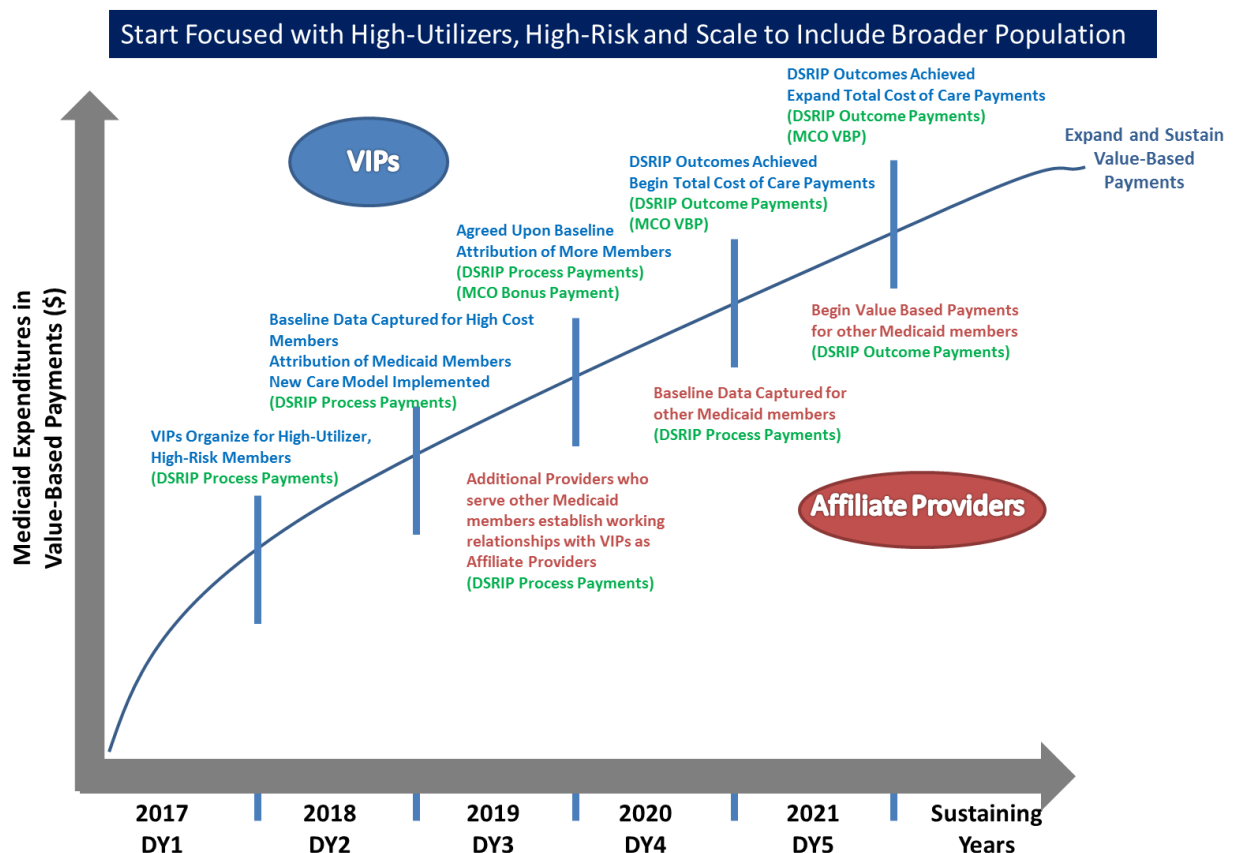 Start Focused with High-Utilizers, High-Risk and Scale to Include Broader Population
DSRIP Outcomes Achieved
Expand Total Cost of Care Payments
(DSRIP Outcome Payments)
(MCO VBP)
Expand and Sustain
Value-Based
Payments
VIPs
DSRIP Outcomes Achieved
Begin Total Cost of Care Payments
(DSRIP Outcome Payments)
(MCO VBP)
Agreed Upon Baseline
Attribution of More Members
(DSRIP Process Payments)
(MCO Bonus Payment)
Baseline Data Captured for High Cost
Members
Attribution of Medicaid Members
New Care Model Implemented
(DSRIP Process Payments)
VIPs Organize for High-Utilizer,
High-Risk Members
(DSRIP Process Payments)
Medicaid Expenditures in
Value-Based Payments ($)
Begin Value Based Payments
for other Medicaid members
(DSRIP Outcome Payments)
Baseline Data Captured for
other Medicaid members
(DSRIP Process Payments)
Additional Providers who
serve other Medicaid
members establish working
relationships with VIPs as
Affiliate Providers
(DSRIP Process Payments)
Affiliate Providers
2017
DY1
2018
DY2
2019
DY3
2020
DY4
2021
DY5
Sustaining
Years